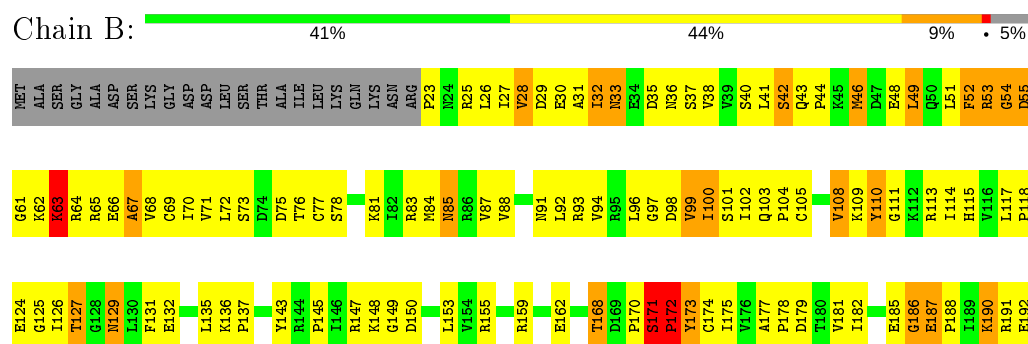 Chain B:
41% 44% 9% • 5%
MET ALA SER GLY ALA ASP SER LYS GLY ASP ASP LEU SER THR ALA ILE LEU LYS GLN LYS ASN ARG P23 N24 R25 L26 I27 V28 D29 E30 A31 I32 N33 E34 D35 N36 S37 V38 V39 S40 L41 S42 Q43 P44 K45 M46 D47 E48 L49 Q50 L51 F52 R53 G54 D55
G61 K62 K63 R64 R65 E66 A67 V68 C69 I70 V71 L72 S73 D74 D75 T76 C77 S78 K81 I82 R83 M84 N85 R86 V87 V88 N91 L92 R93 V94 R95 L96 G97 D98 V99 I100 S101 I102 Q103 P104 C105 V108 K109 Y110 G111 K112 R113 I114 H115 V116 L117 P118
E124 G125 I126 T127 G128 N129 L130 F131 E132 L135 K136 P137 Y143 R144 P145 I146 R147 K148 G149 D150 L153 V154 R155 R159 E162 T168 D169 P170 S171 P172 Y173 C174 I175 V176 A177 P178 D179 T180 V181 I182 E185 G186 E187 P188 I189 K190 R191 E192